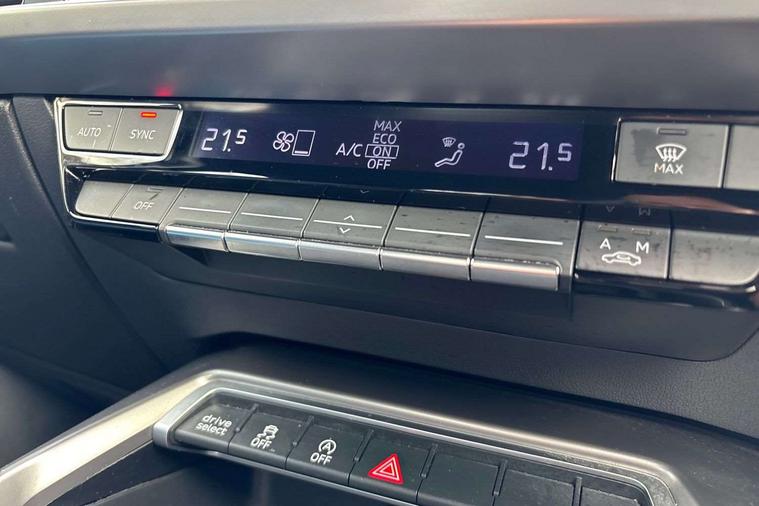 AUTO
SYNC
21.5
A/C
MAX
ECO
ON
OFF
21.5
MAX
OFF
A M
drive
select
OFF
A
OFF